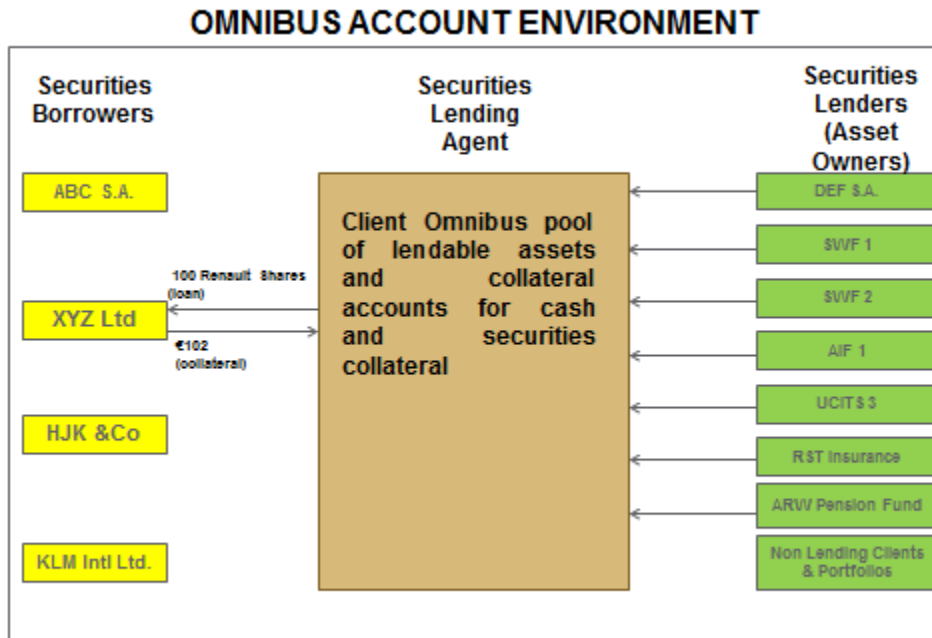 OMNIBUS ACCOUNT ENVIRONMENT
Securities
Borrowers
Securities
Lending
Agent
Securities
Lenders
(Asset
Owners)
ABC S.A.
XYZ Ltd
HJK &Co
KLM Intl Ltd.
100 Renault Shares
(loan)
€102
(collateral)
Client Omnibus pool
of lendable assets
and collateral
accounts for cash
and securities
collateral
DEF S.A.
SWF 1
SWF 2
AIF 1
UCITS 3
RST Insurance
ARW Pension Fund
Non Lending Clients
& Portfolios